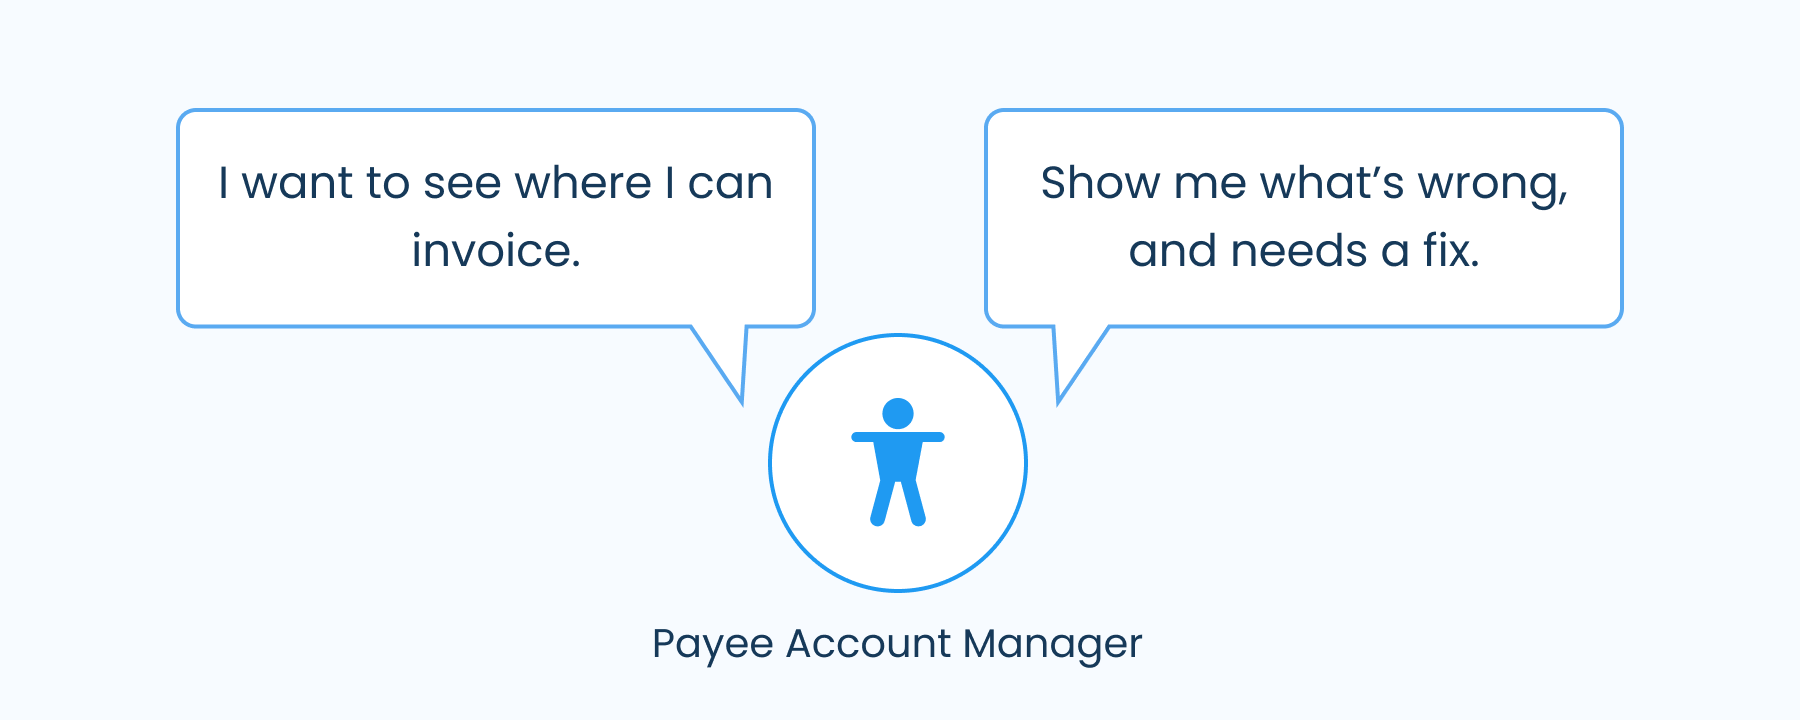 I want to see where I can
invoice.
Show me what’s wrong,
and needs a fix.
Payee Account Manager